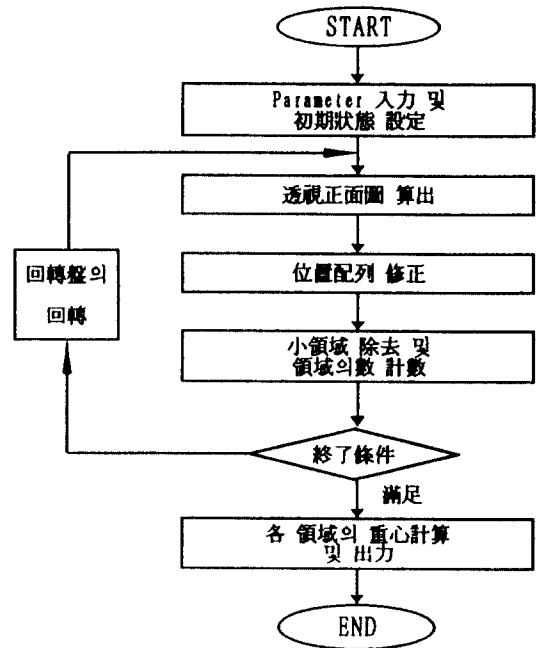 START
Parameter 入力 및
初期狀態 設定
透視正面圖 算出
回轉盤의
回轉
位置配列 修正
小領域 除去 및
領域의數 計數
終了條件
滿足
各 領域의 重心計算
및 出力
END